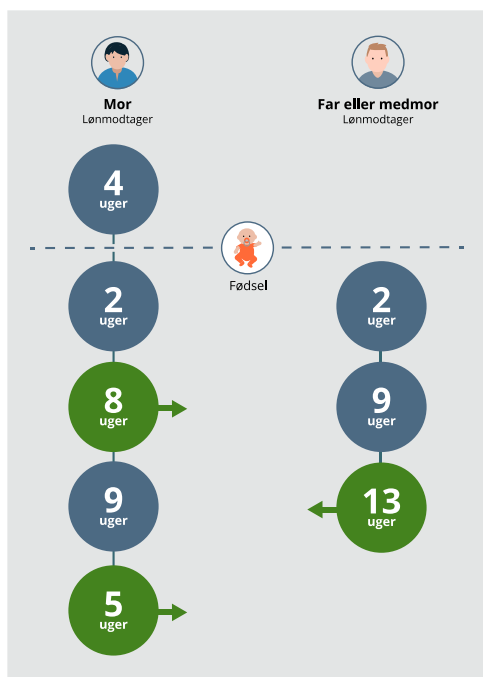 Mor
Lønmodtager
Far eller medmor
Lønmodtager
4
uger
Fødsel
2
uger
2
uger
8
uger
9
uger
9
uger
13
uger
5
uger